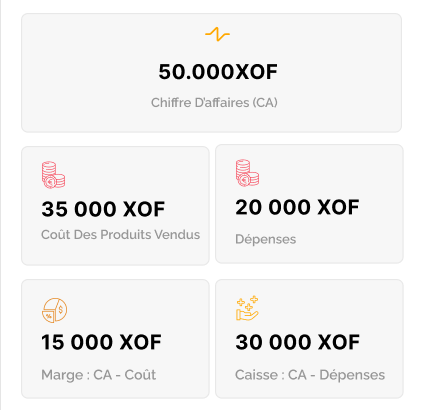 50.000XOF
Chiffre D'affaires (CA)
35 000 XOF
Coût Des Produits Vendus
20 000 XOF
Dépenses
15 000 XOF
Marge : CA - Coût
30 000 XOF
Caisse : CA - Dépenses